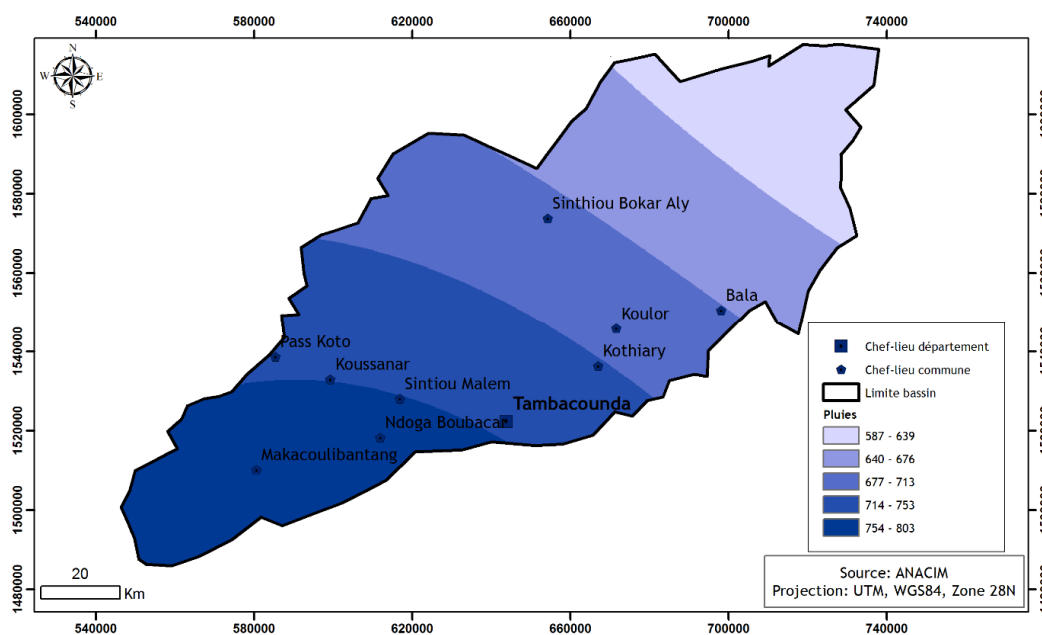 540000 580000 620000 660000 700000 740000
N
W E
S
1600000
1580000
1560000
1540000
1520000
1500000
1480000
Sinthiou Bokar Aly
Bala
Koulor
Pass Koto
Kothiary
Koussanar
Sintiou Malem
Tambacounda
Ndoga Boubacar
Makacoulibantang
Chef-lieu département
Chef-lieu commune
Limite bassin
Pluies
587 - 639
640 - 676
677 - 713
714 - 753
754 - 803
20
Km
Source: ANACIM
Projection: UTM, WGS84, Zone 28N
540000 580000 620000 660000 700000 740000